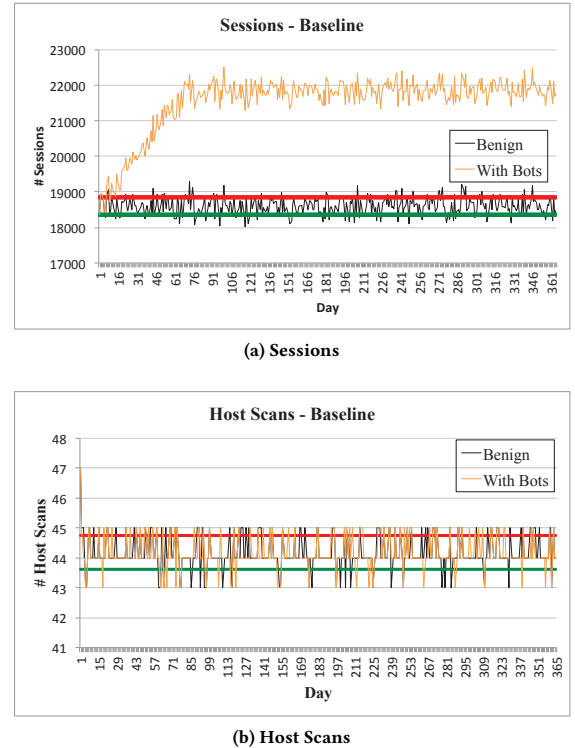 Sessions - Baseline
23000
22000
21000
20000
19000
18000
17000
# Sessions
Benign
With Bots
1 16 31 46 61 76 91 106 121 136 151 166 181 196 211 226 241 256 271 286 301 316 331 346 361
Day
(a) Sessions
Host Scans - Baseline
48
47
46
45
44
43
42
41
# Host Scans
Benign
With Bots
1 15 29 43 57 71 85 99 113 127 141 155 169 183 197 211 225 239 253 267 281 295 309 323 337 351 365
Day
(b) Host Scans